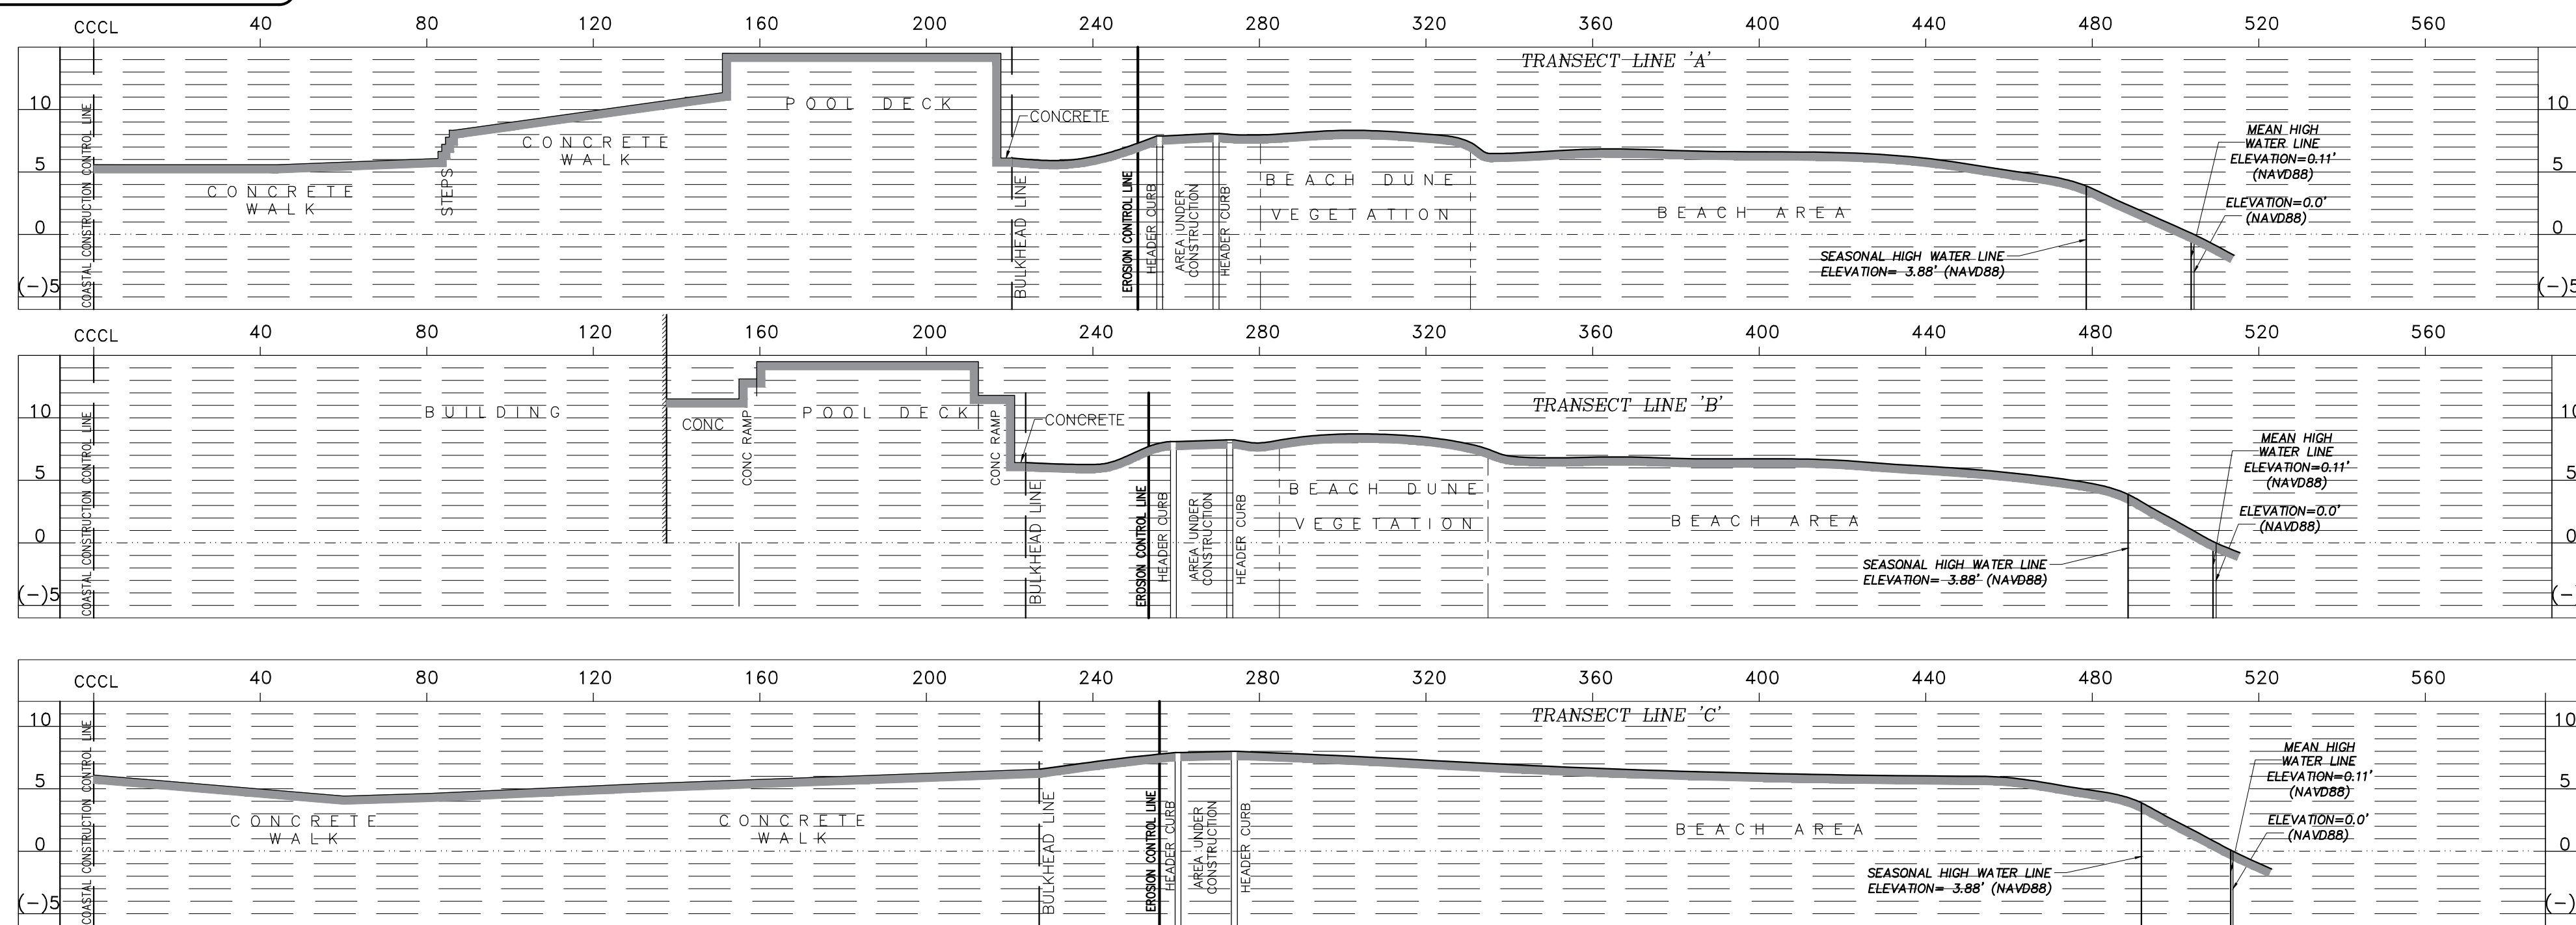 CCCL 40 80 120 160 200 240 280 320 360 400 440 480 520 560
TRANSECT LINE 'A'
10 10
5 5
0 0
(-)5 (-)5
COASTAL CONSTRUCTION CONTROL LINE
CONCRETE
WALK
STEPS
CONCRETE
WALK
POOL DECK
CONCRETE
BULKHEAD LINE
EROSION CONTROL LINE
HEADER CURB
AREA UNDER
CONSTRUCTION
HEADER CURB
BEACH DUNE
VEGETATION
BEACH AREA
SEASONAL HIGH WATER LINE
ELEVATION= 3.88' (NAVD88)
MEAN HIGH
WATER LINE
ELEVATION=0.11'
(NAVD88)
ELEVATION=0.0'
(NAVD88)
CCCL 40 80 120 160 200 240 280 320 360 400 440 480 520 560
TRANSECT LINE 'B'
10 10
5 5
0 0
(-)5 (-)
COASTAL CONSTRUCTION CONTROL LINE
BUILDING
CONC
CONC RAMP
POOL DECK
CONC RAMP
CONCRETE
BULKHEAD LINE
EROSION CONTROL LINE
HEADER CURB
AREA UNDER
CONSTRUCTION
HEADER CURB
BEACH DUNE
VEGETATION
BEACH AREA
SEASONAL HIGH WATER LINE
ELEVATION= 3.88' (NAVD88)
MEAN HIGH
WATER LINE
ELEVATION=0.11'
(NAVD88)
ELEVATION=0.0'
(NAVD88)
CCCL 40 80 120 160 200 240 280 320 360 400 440 480 520 560
TRANSECT LINE 'C'
10 10
5 5
0 0
(-)5 (-)
COASTAL CONSTRUCTION CONTROL LINE
CONCRETE
WALK
CONCRETE
WALK
BULKHEAD LINE
EROSION CONTROL LINE
HEADER CURB
AREA UNDER
CONSTRUCTION
HEADER CURB
BEACH AREA
SEASONAL HIGH WATER LINE
ELEVATION= 3.88' (NAVD88)
MEAN HIGH
WATER LINE
ELEVATION=0.11'
(NAVD88)
ELEVATION=0.0'
(NAVD88)